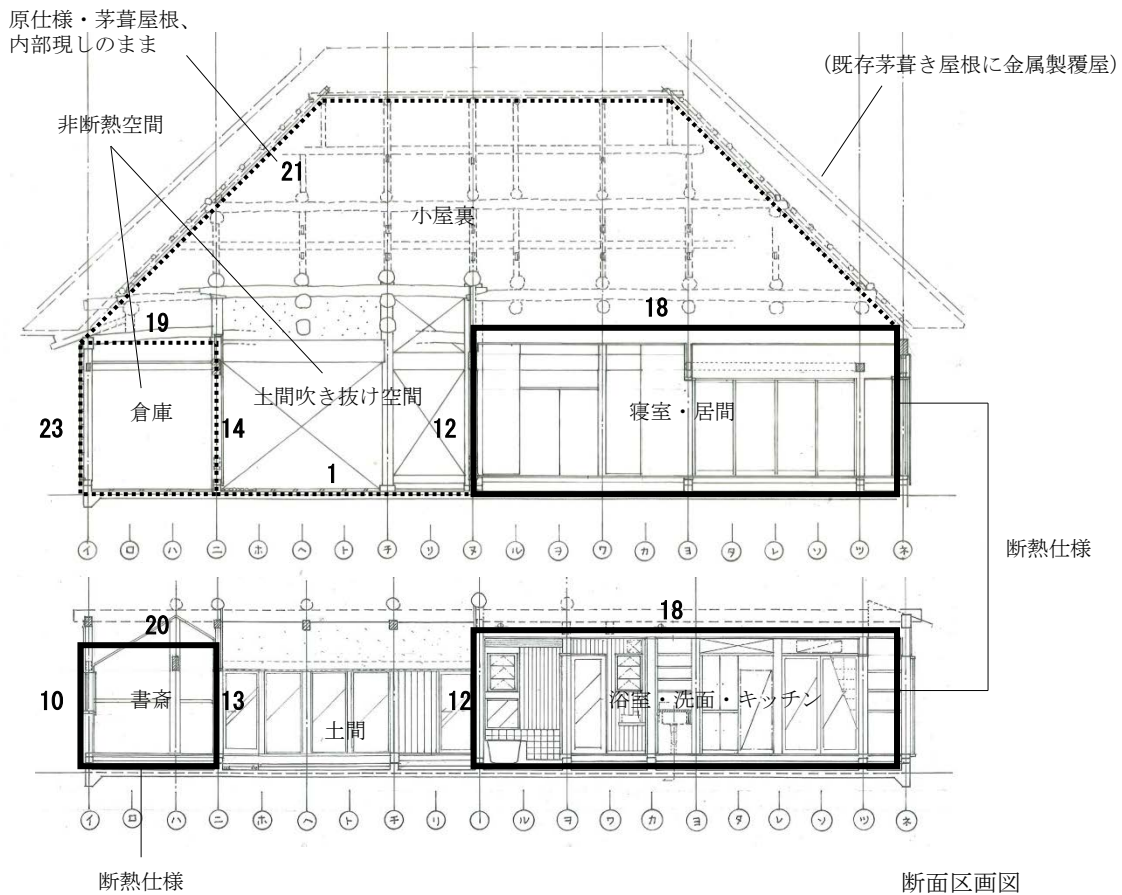 原仕様・茅葺屋根、
内部現しのまま
(既存茅葺き屋根に金属製覆屋)
非断熱空間
21
小屋裏
18
19
土間吹き抜け空間
倉庫
寝室・居間
23
14
12
1
イ ロ ハ ニ ホ ヘ ト チ リ ヌ ル ヲ ワ カ ヨ タ レ ソ ツ ネ
断熱仕様
18
20
書斎
浴室・洗面・キッチン
10
13
12
土間
イ ロ ハ ニ ホ ヘ ト チ リ ル ヲ ワ カ ヨ タ レ ソ ツ ネ
断熱仕様
断面区画図